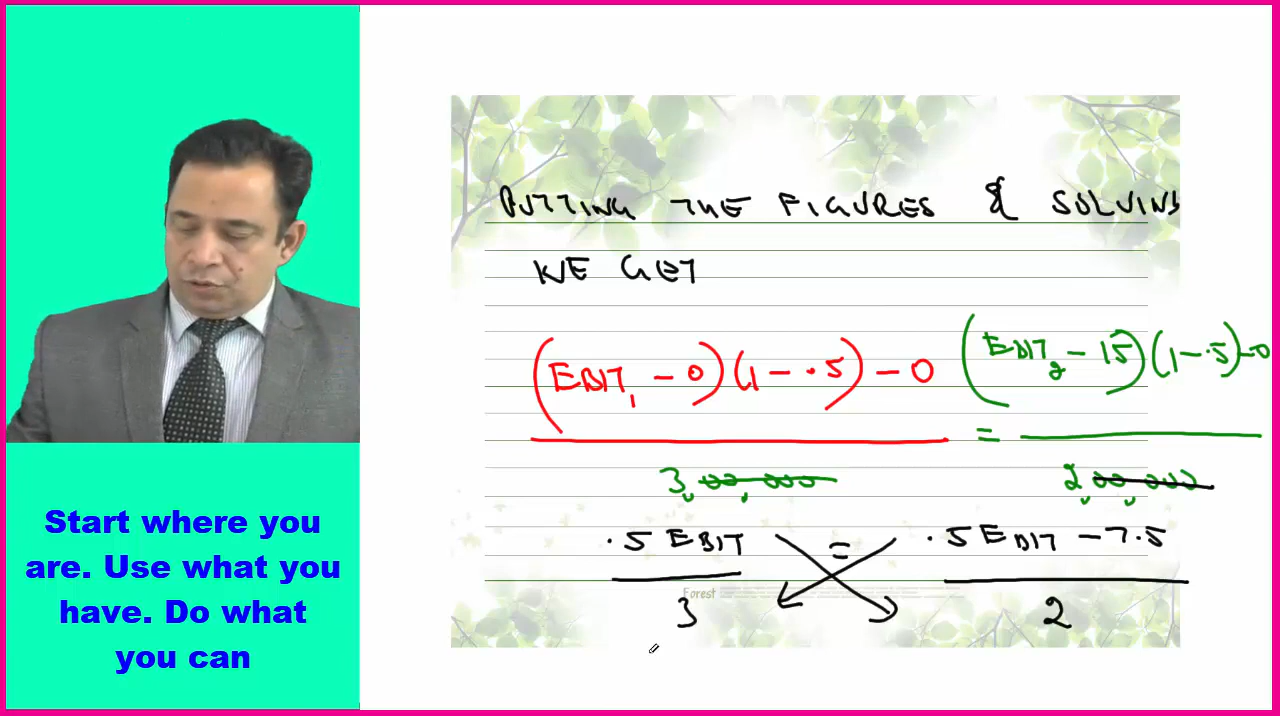 PUTTING THE FIGURES & SOLVING
WE GET
(EBIT₁ - 0)(1 - .5) - 0 = (EBIT₂ - 15)(1 - .5) - 0
3,00,000 2,00,000
.5 EBIT = .5 EBIT - 7.5
3 2
Forest
Start where you
are. Use what you
have. Do what
you can